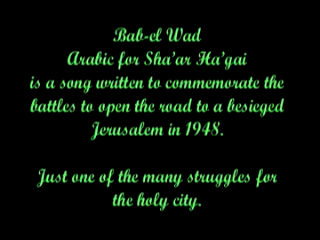 Bab-el Wad
Arabic for Sha'ar Ha'gai
is a song written to commemorate the
battles to open the road to a besieged
Jerusalem in 1948.
Just one of the many struggles for
the holy city.